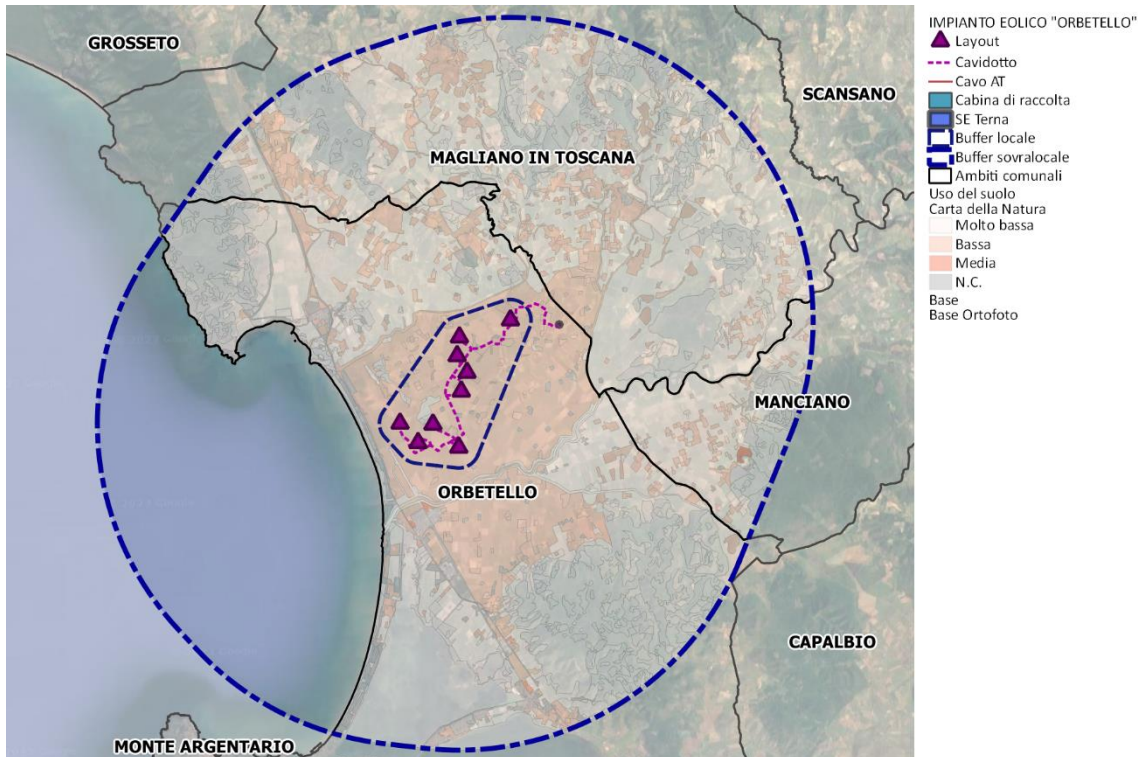 GROSSETO
SCANSANO
MAGLIANO IN TOSCANA
MANCIANO
ORBETELLO
CAPALBIO
MONTE ARGENTARIO
IMPIANTO EOLICO "ORBETELLO"
Layout
Cavidotto
Cavo AT
Cabina di raccolta
SE Terna
Buffer locale
Buffer sovralocale
Ambiti comunali
Uso del suolo
Carta della Natura
Molto bassa
Bassa
Media
N.C.
Base
Base Ortofoto